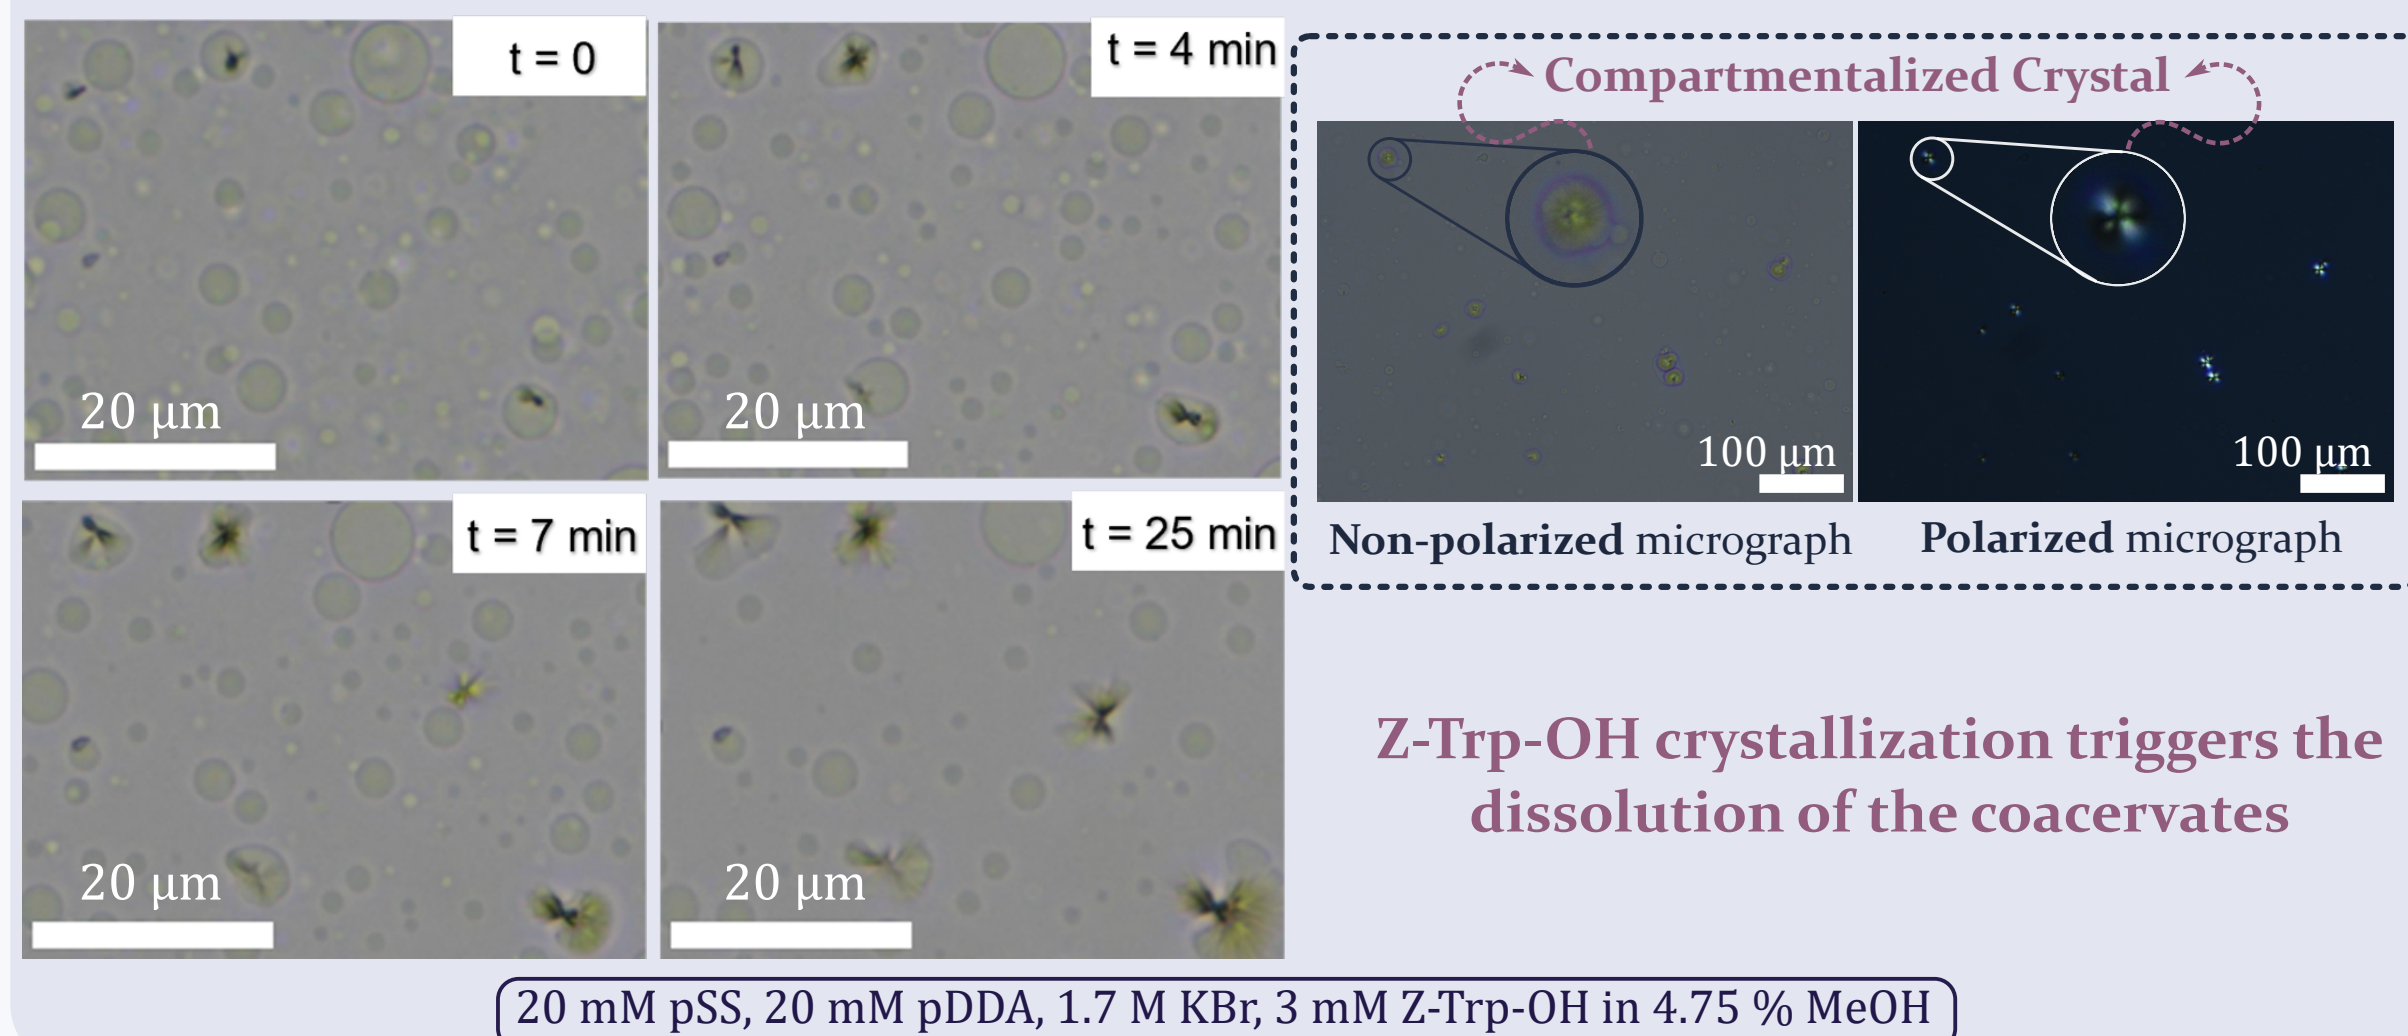 t = 0
20 μm
t = 4 min
20 μm
t = 7 min
20 μm
t = 25 min
20 μm
Compartmentalized Crystal
100 μm
100 μm
Non-polarized micrograph
Polarized micrograph
Z-Trp-OH crystallization triggers the
dissolution of the coacervates
20 mM pSS, 20 mM pDDA, 1.7 M KBr, 3 mM Z-Trp-OH in 4.75 % MeOH